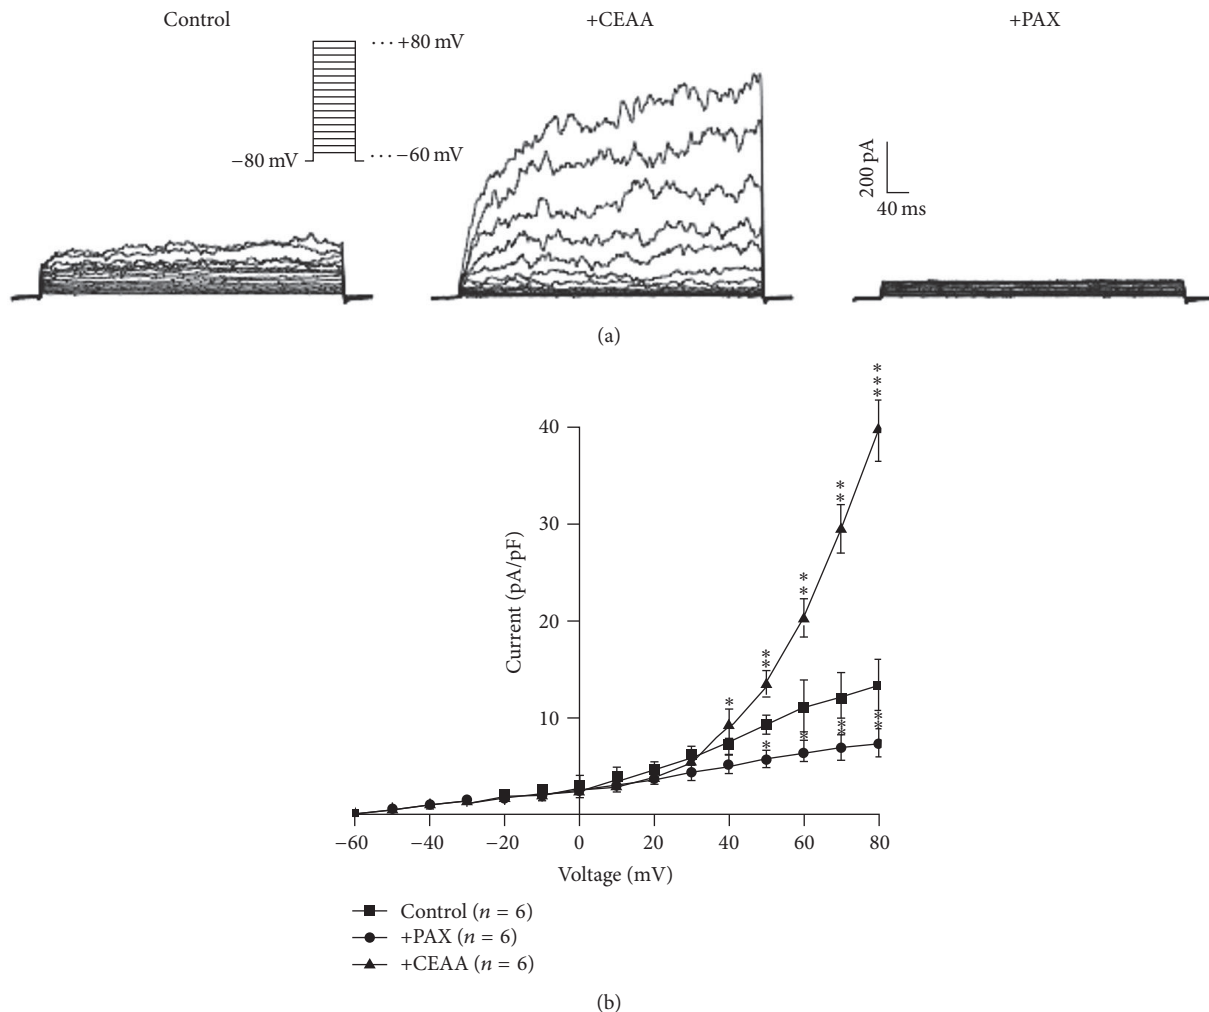 Control
+CEAA
+PAX
···+80 mV
−80 mV
···−60 mV
200 pA
40 ms
(a)
***
**
**
**
*
*
*
**
**
40
30
20
10
Current (pA/pF)
−60
−40
−20
0
20
40
60
80
Voltage (mV)
Control (n = 6)
+PAX (n = 6)
+CEAA (n = 6)
(b)